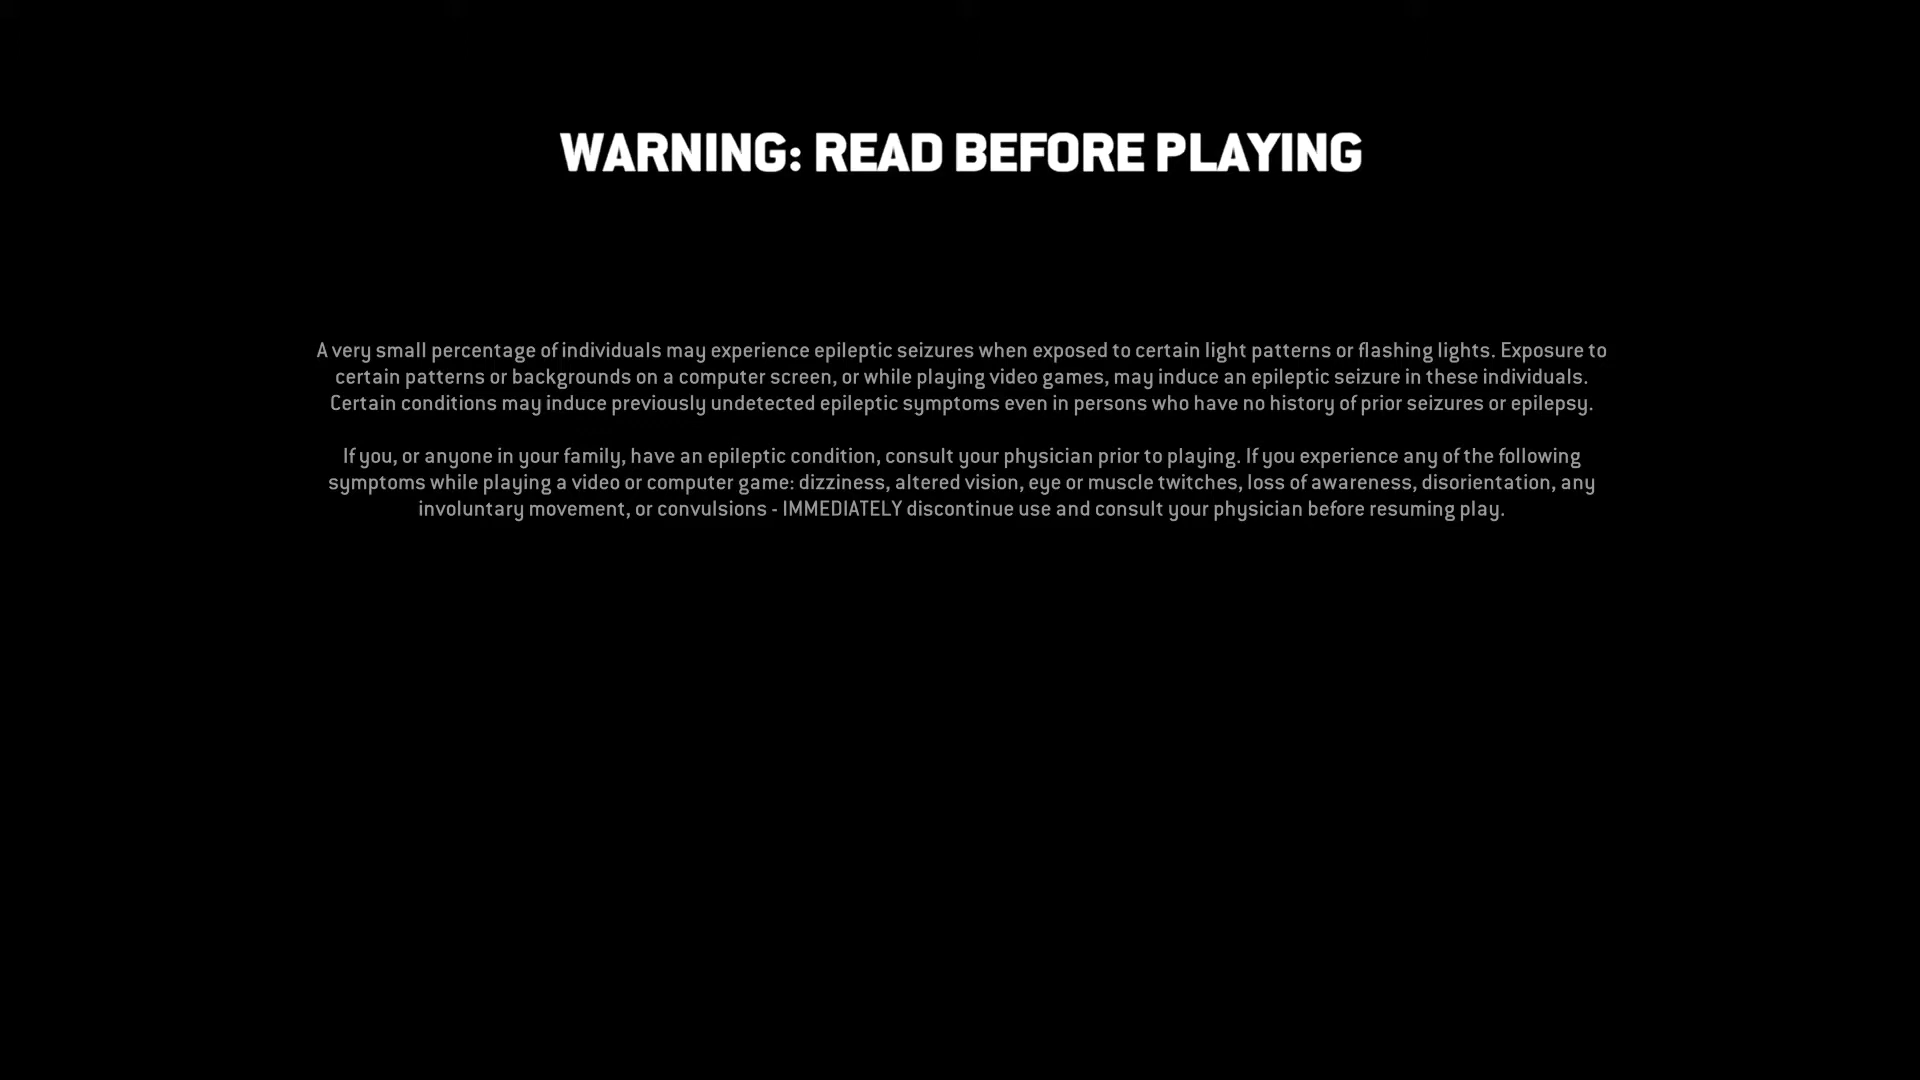 WARNING: READ BEFORE PLAYING
A very small percentage of individuals may experience epileptic seizures when exposed to certain light patterns or flashing lights. Exposure to
certain patterns or backgrounds on a computer screen, or while playing video games, may induce an epileptic seizure in these individuals.
Certain conditions may induce previously undetected epileptic symptoms even in persons who have no history of prior seizures or epilepsy.
If you, or anyone in your family, have an epileptic condition, consult your physician prior to playing. If you experience any of the following
symptoms while playing a video or computer game: dizziness, altered vision, eye or muscle twitches, loss of awareness, disorientation, any
involuntary movement, or convulsions - IMMEDIATELY discontinue use and consult your physician before resuming play.